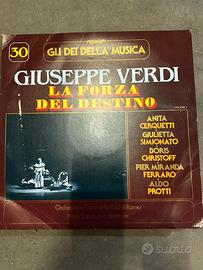 30
GLI DEI DELLA MUSICA
GIUSEPPE VERDI
LA FORZA
DEL DESTINO
ANITA
CERQUETTI
GIULIETTA
SIMIONATO
BORIS
CHRISTOFF
PIER MIRANDA
FERRARO
ALDO
PROTTI
subito